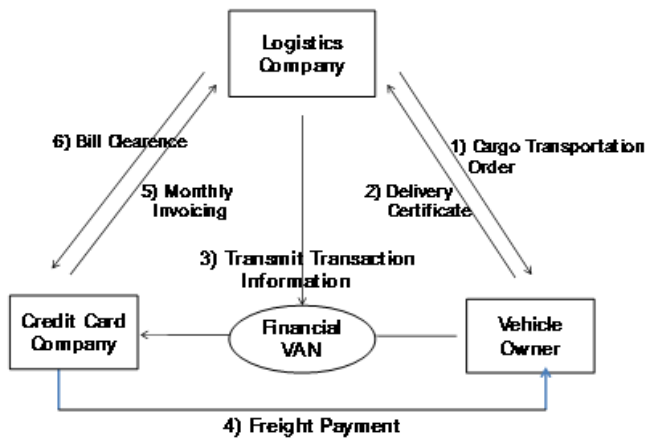 Logistics
Company
6) Bill Clearence
1) Cargo Transportation
Order
5) Monthly
Invoicing
2) Delivery
Certificate
3) Transmit Transaction
Information
Credit Card
Company
Financial
VAN
Vehicle
Owner
4) Freight Payment